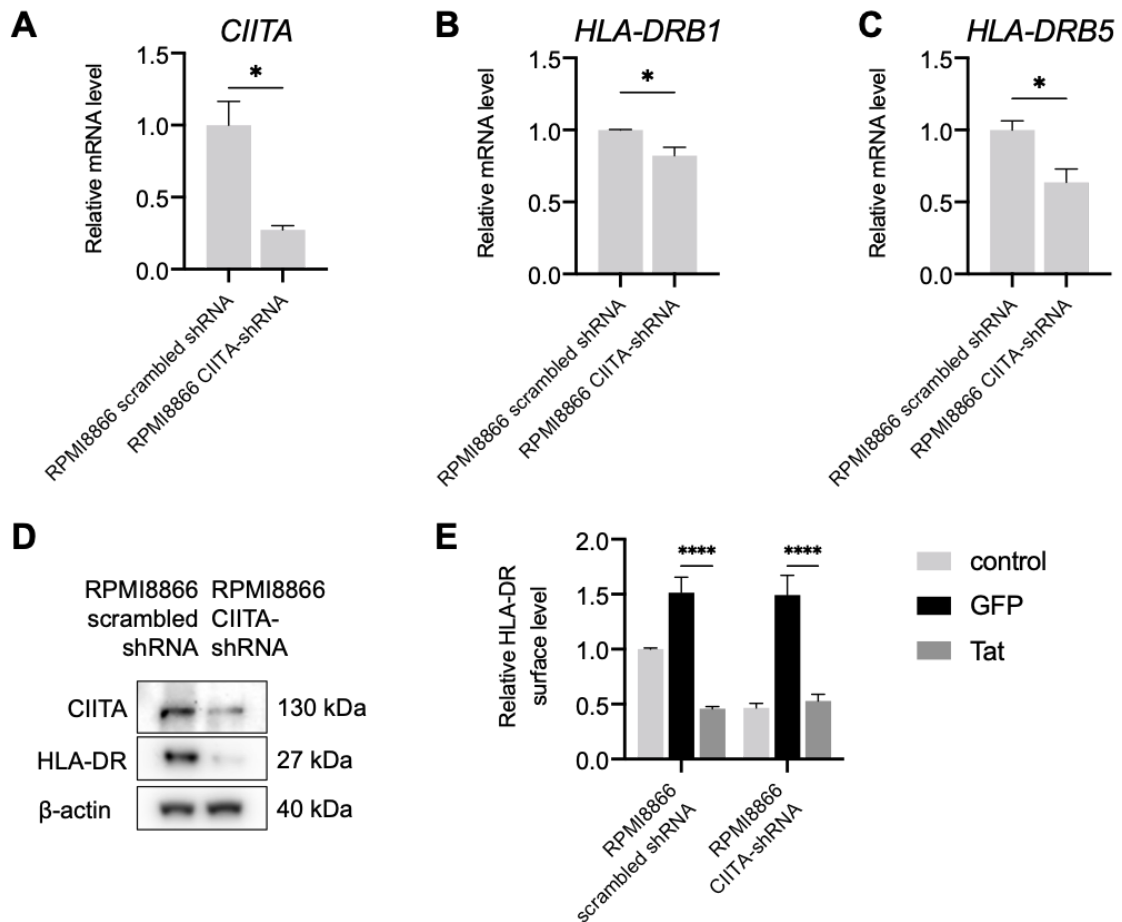 A
CIITA
1.5
1.0
0.5
0.0
Relative mRNA level
*
RPMI8866 scrambled shRNA
RPMI8866 CIITA-shRNA
B
HLA-DRB1
1.5
1.0
0.5
0.0
Relative mRNA level
*
RPMI8866 scrambled shRNA
RPMI8866 CIITA-shRNA
C
HLA-DRB5
1.5
1.0
0.5
0.0
Relative mRNA level
*
RPMI8866 scrambled shRNA
RPMI8866 CIITA-shRNA
D
RPMI8866
scrambled
shRNA
RPMI8866
CIITA-
shRNA
CIITA
130 kDa
HLA-DR
27 kDa
β-actin
40 kDa
E
2.0
1.5
1.0
0.5
0.0
Relative HLA-DR
surface level
****
****
RPMI8866
scrambled shRNA
RPMI8866
CIITA-shRNA
control
GFP
Tat